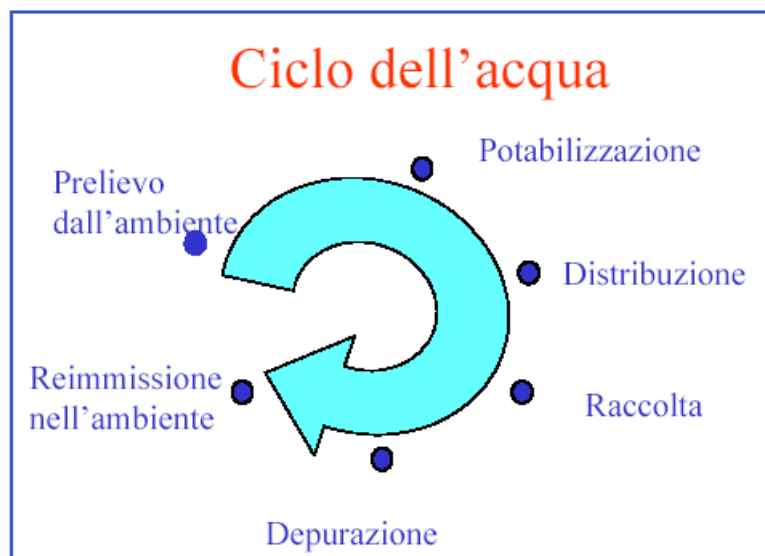 Ciclo dell'acqua
Prelievo
dall'ambiente
Potabilizzazione
Distribuzione
Raccolta
Depurazione
Reimmissione
nell'ambiente